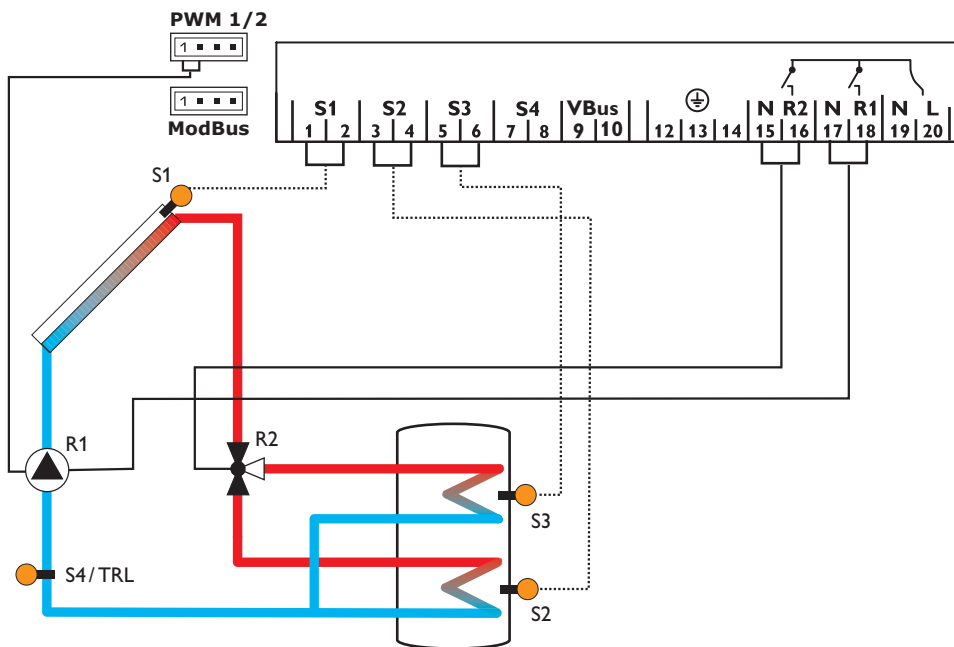 PWM 1/2
1
1
ModBus
S1 S2 S3 S4 VBus N R2 N R1 N L
1 2 3 4 5 6 7 8 9 10 12 13 14 15 16 17 18 19 20
S1
R1
R2
S3
S4/TRL
S2